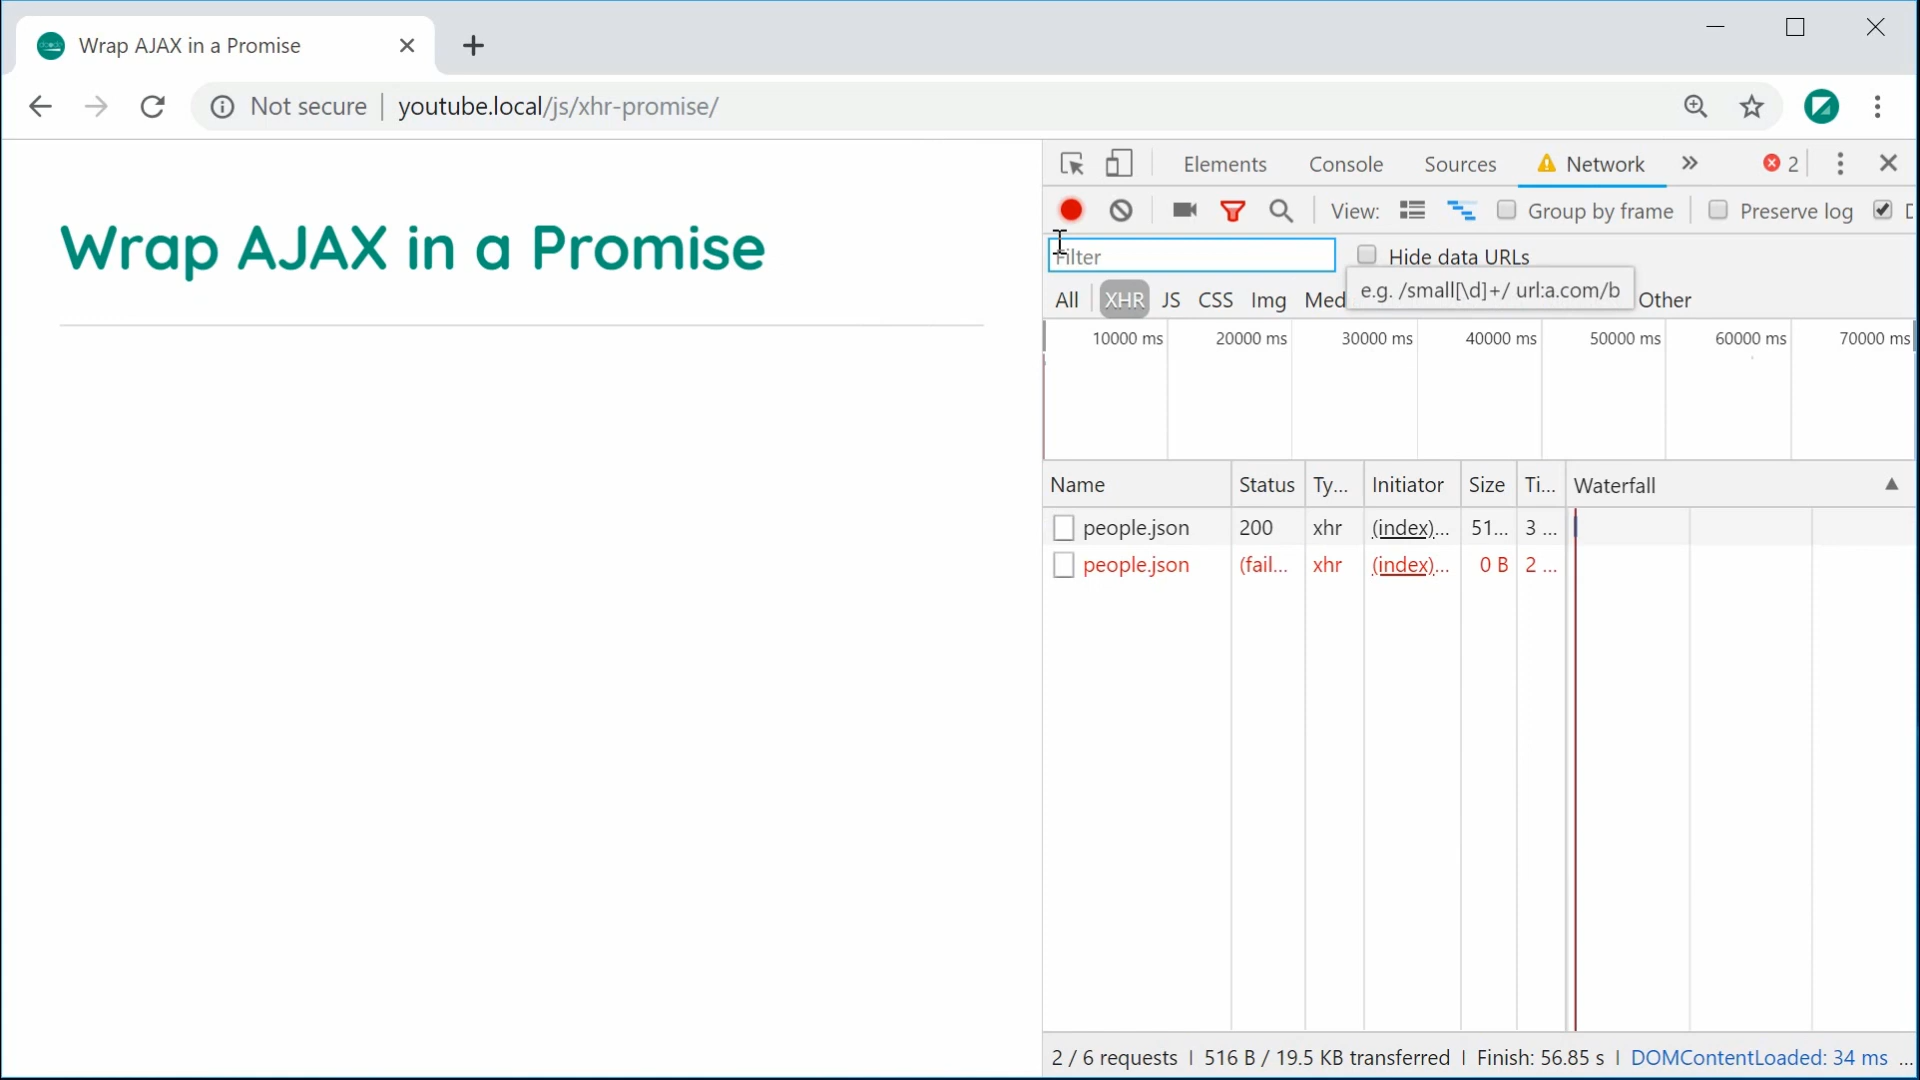 Wrap AJAX in a Promise
Not secure | youtube.local/js/xhr-promise/
Elements Console Sources Network 2
View: Group by frame Preserve log
Filter Hide data URLs
e.g. /small[\d]+/ url:a.com/b
All XHR JS CSS Img Med Other
10000 ms 20000 ms 30000 ms 40000 ms 50000 ms 60000 ms 70000 ms
Wrap AJAX in a Promise
Name Status Ty... Initiator Size Ti... Waterfall
people.json 200 xhr (index)... 51... 3 ...
people.json (fail... xhr (index)... 0 B 2 ...
2 / 6 requests | 516 B / 19.5 KB transferred | Finish: 56.85 s | DOMContentLoaded: 34 ms ...